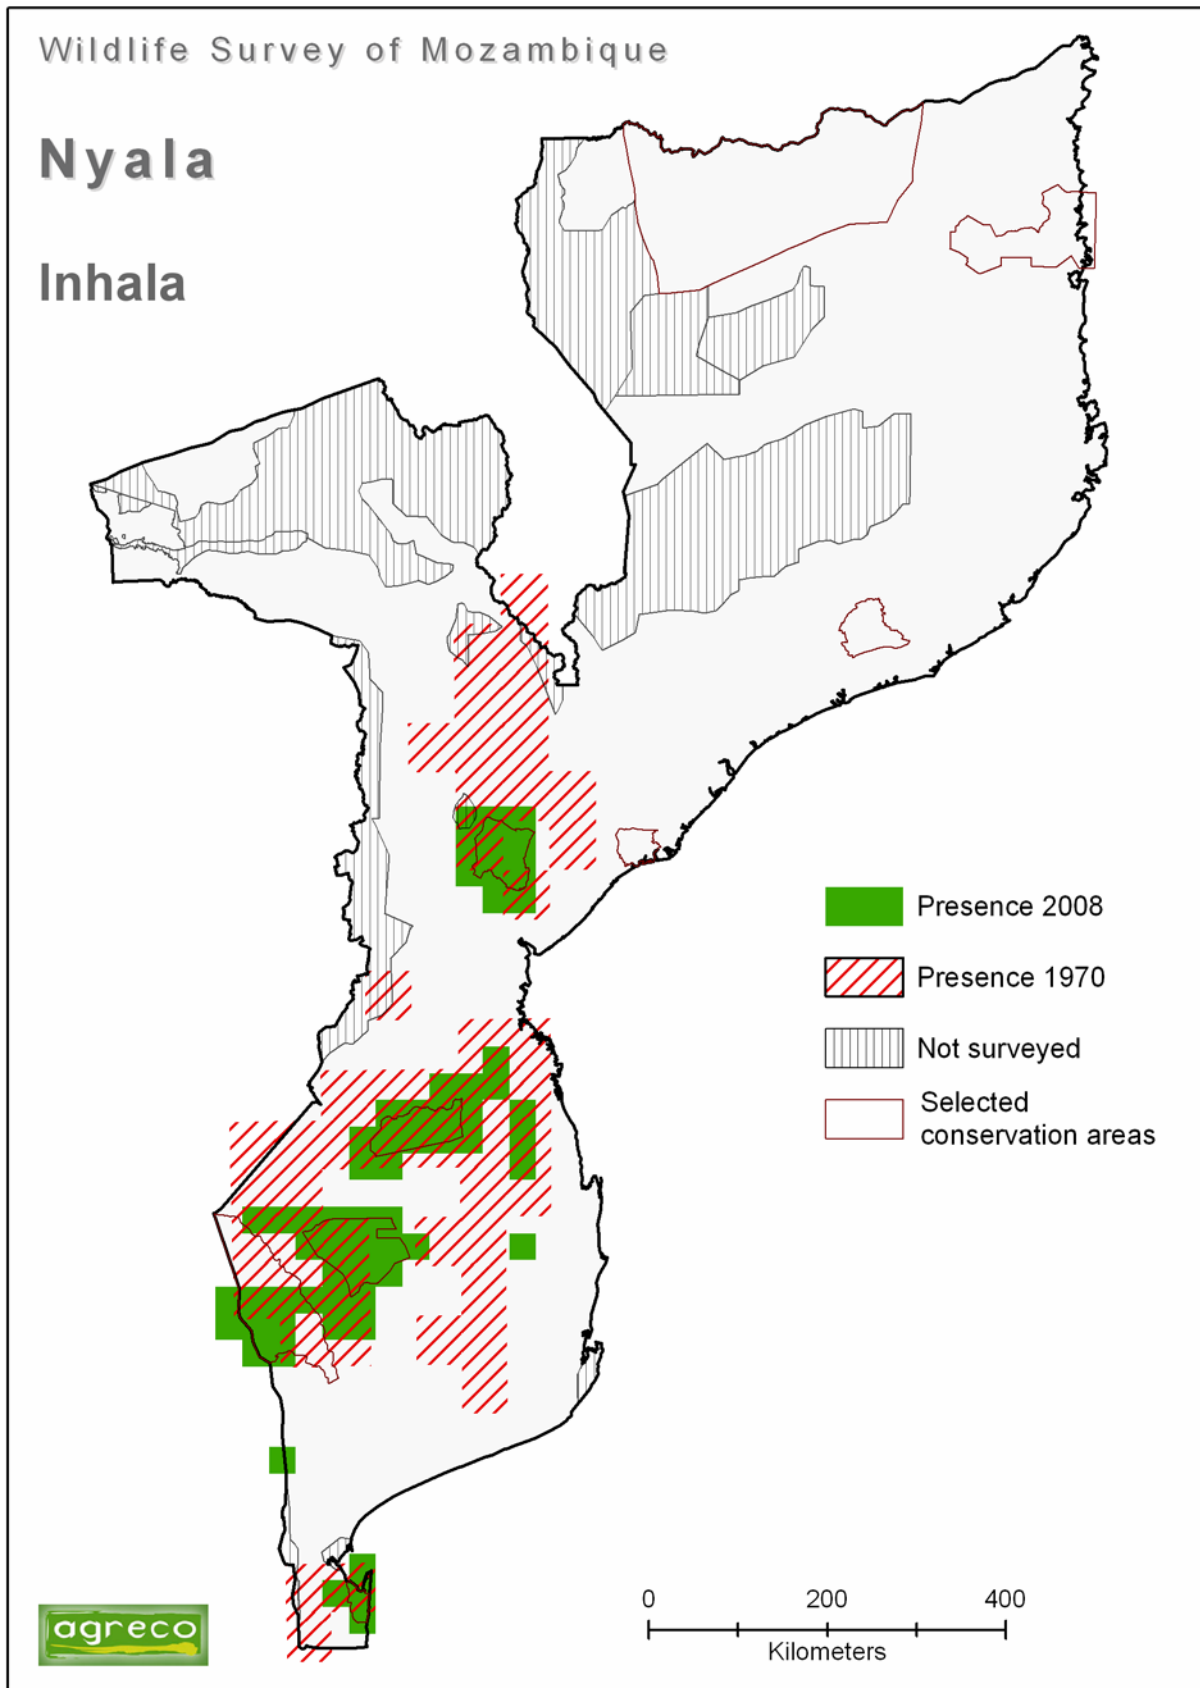 Wildlife Survey of Mozambique
Nyala
Inhala
Presence 2008
Presence 1970
Not surveyed
Selected
conservation areas
0 200 400
Kilometers
agreco